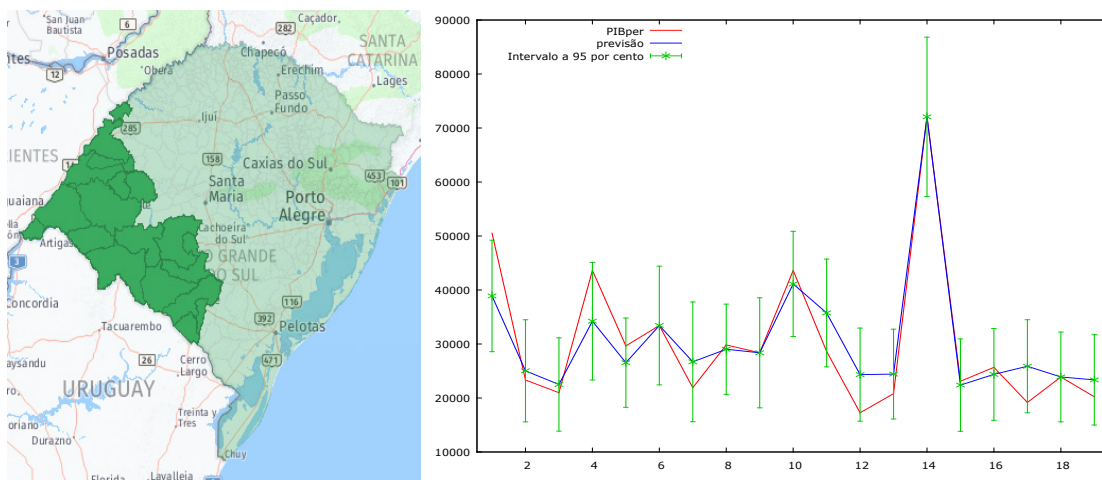 San Juan
Bautista
6
282
Caçador
SANTA
CATARINA
Posadas
Chapecó
12
Oberá
Erechim
Lages
Passo
Fundo
Ijuí
285
IENTES
158
Caxias do Sul
453
101
Santa
Maria
Porto
Alegre
guaiana
Cachoeira
do Sul
Artigas
O GRANDE
DO SUL
3
Concordia
116
392
Pelotas
Tacuarembo
26
Cerro
Largo
471
aysandu
URUGUAY
Treinta y
Tres
oriano
Durazno
Chuy
Florida
Lavalleja
PIBper
previsão
Intervalo a 95 por cento
90000
80000
70000
60000
50000
40000
30000
20000
10000
2
4
6
8
10
12
14
16
18